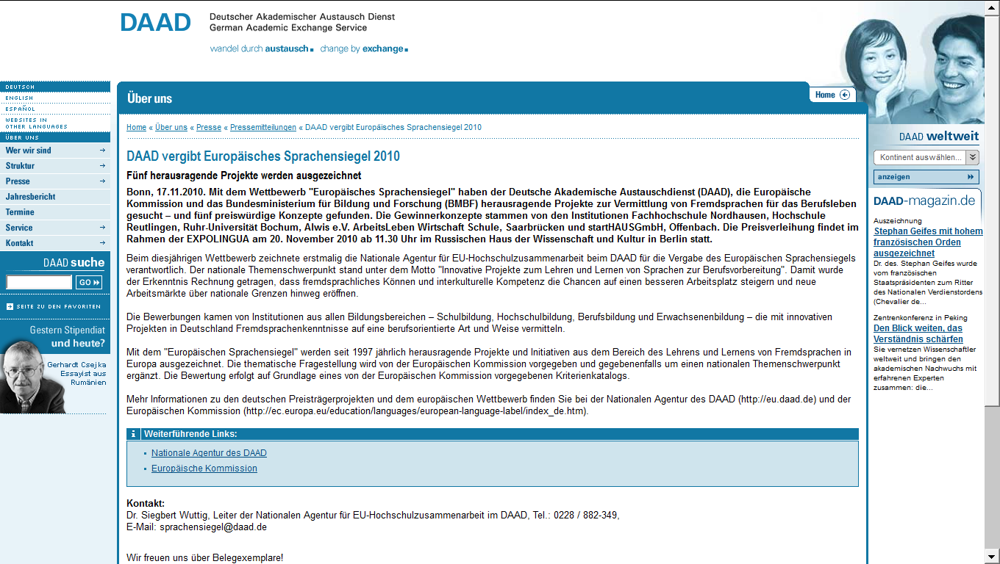 DAAD
Deutscher Akademischer Austausch Dienst
German Academic Exchange Service
wandel durch austausch change by exchange
DEUTSCH
ENGLISH
ESPAÑOL
WEBSITES IN
OTHER LANGUAGES
ÜBER UNS
Wer wir sind
Struktur
Presse
Jahresbericht
Termine
Service
Kontakt
DAAD suche
GO
SEITE ZU DEN FAVORITEN
Gestern Stipendiat
und heute?
Gerhardt Csejka
Essayist aus
Rumänien
Über uns
Home
Home « Über uns « Presse « Pressemitteilungen « DAAD vergibt Europäisches Sprachensiegel 2010
DAAD vergibt Europäisches Sprachensiegel 2010
Fünf herausragende Projekte werden ausgezeichnet
Bonn, 17.11.2010. Mit dem Wettbewerb "Europäisches Sprachensiegel" haben der Deutsche Akademische Austauschdienst (DAAD), die Europäische
Kommission und das Bundesministerium für Bildung und Forschung (BMBF) herausragende Projekte zur Vermittlung von Fremdsprachen für das Berufsleben
gesucht – und fünf preiswürdige Konzepte gefunden. Die Gewinnerkonzepte stammen von den Institutionen Fachhochschule Nordhausen, Hochschule
Reutlingen, Ruhr-Universität Bochum, Alwis e.V. ArbeitsLeben Wirtschaft Schule, Saarbrücken und startHAUSGmbH, Offenbach. Die Preisverleihung findet im
Rahmen der EXPOLINGUA am 20. November 2010 ab 11.30 Uhr im Russischen Haus der Wissenschaft und Kultur in Berlin statt.
Beim diesjährigen Wettbewerb zeichnete erstmalig die Nationale Agentur für EU-Hochschulzusammenarbeit beim DAAD für die Vergabe des Europäischen Sprachensiegels
verantwortlich. Der nationale Themenschwerpunkt stand unter dem Motto "Innovative Projekte zum Lehren und Lernen von Sprachen zur Berufsvorbereitung". Damit wurde
der Erkenntnis Rechnung getragen, dass fremdsprachliches Können und interkulturelle Kompetenz die Chancen auf einen besseren Arbeitsplatz steigern und neue
Arbeitsmärkte über nationale Grenzen hinweg eröffnen.
Die Bewerbungen kamen von Institutionen aus allen Bildungsbereichen – Schulbildung, Hochschulbildung, Berufsbildung und Erwachsenenbildung – die mit innovativen
Projekten in Deutschland Fremdsprachenkenntnisse auf eine berufsorientierte Art und Weise vermitteln.
Mit dem "Europäischen Sprachensiegel" werden seit 1997 jährlich herausragende Projekte und Initiativen aus dem Bereich des Lehrens und Lernens von Fremdsprachen in
Europa ausgezeichnet. Die thematische Fragestellung wird von der Europäischen Kommission vorgegeben und gegebenenfalls um einen nationalen Themenschwerpunkt
ergänzt. Die Bewertung erfolgt auf Grundlage eines von der Europäischen Kommission vorgegebenen Kriterienkatalogs.
Mehr Informationen zu den deutschen Preisträgerprojekten und dem europäischen Wettbewerb finden Sie bei der Nationalen Agentur des DAAD (http://eu.daad.de) und der
Europäischen Kommission (http://ec.europa.eu/education/languages/european-language-label/index_de.htm).
i Weiterführende Links:
Nationale Agentur des DAAD
Europäische Kommission
Kontakt:
Dr. Siegbert Wuttig, Leiter der Nationalen Agentur für EU-Hochschulzusammenarbeit im DAAD, Tel.: 0228 / 882-349,
E-Mail: sprachensiegel@daad.de
Wir freuen uns über Belegexemplare!
DAAD weltweit
Kontinent auswählen...
anzeigen
DAAD-magazin.de
Auszeichnung
Stephan Geifes mit hohem
französischen Orden
ausgezeichnet
Dr. des. Stephan Geifes wurde
vom französischen
Staatspräsidenten zum Ritter
des Nationalen Verdienstordens
(Chevalier de...
Zentrenkonferenz in Peking
Den Blick weiten, das
Verständnis schärfen
Sie vernetzen Wissenschaftler
weltweit und bringen den
akademischen Nachwuchs mit
erfahrenen Experten
zusammen: die...